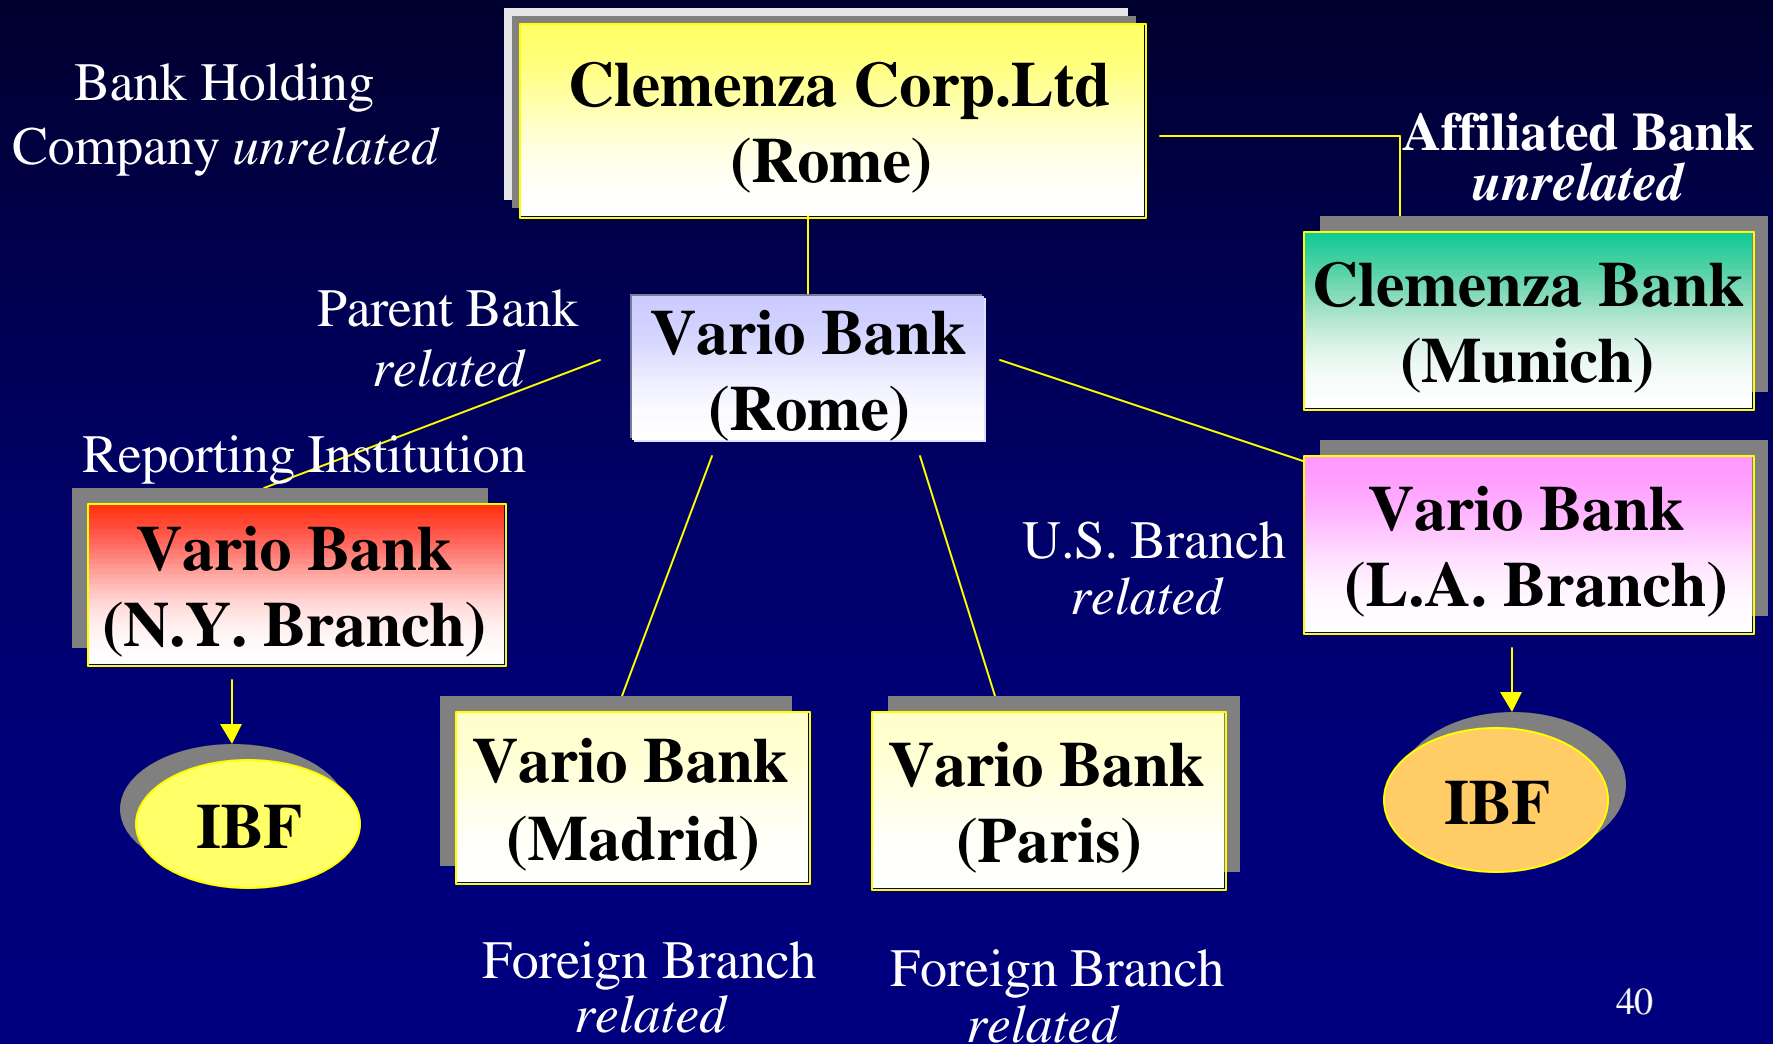 Bank Holding
Company unrelated
Clemenza Corp.Ltd
(Rome)
Affiliated Bank
unrelated
Clemenza Bank
(Munich)
Parent Bank
related
Vario Bank
(Rome)
Reporting Institution
Vario Bank
(N.Y. Branch)
U.S. Branch
related
Vario Bank
(L.A. Branch)
IBF
Vario Bank
(Madrid)
Vario Bank
(Paris)
IBF
Foreign Branch
related
Foreign Branch
related
40